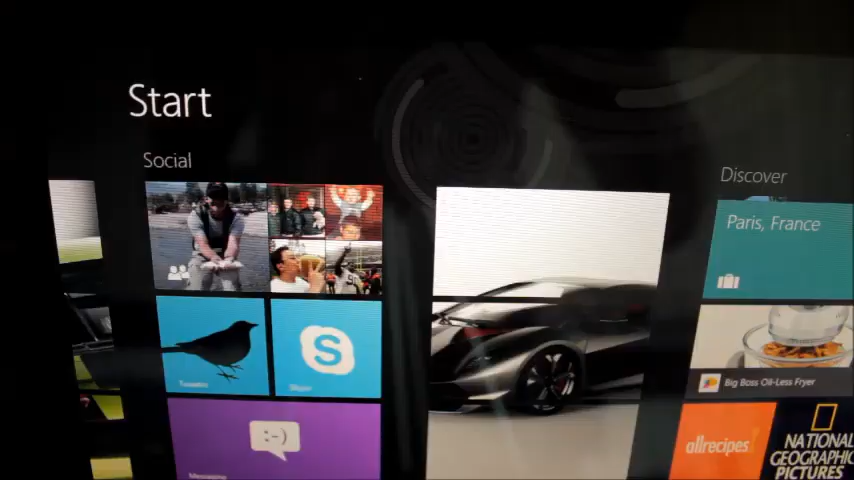 Start
Social
Discover
Paris, France
S
Big Boss Oil-Less Fryer
:-)
allrecipes
NATIONAL
GEOGRAPHIC
PICTURES